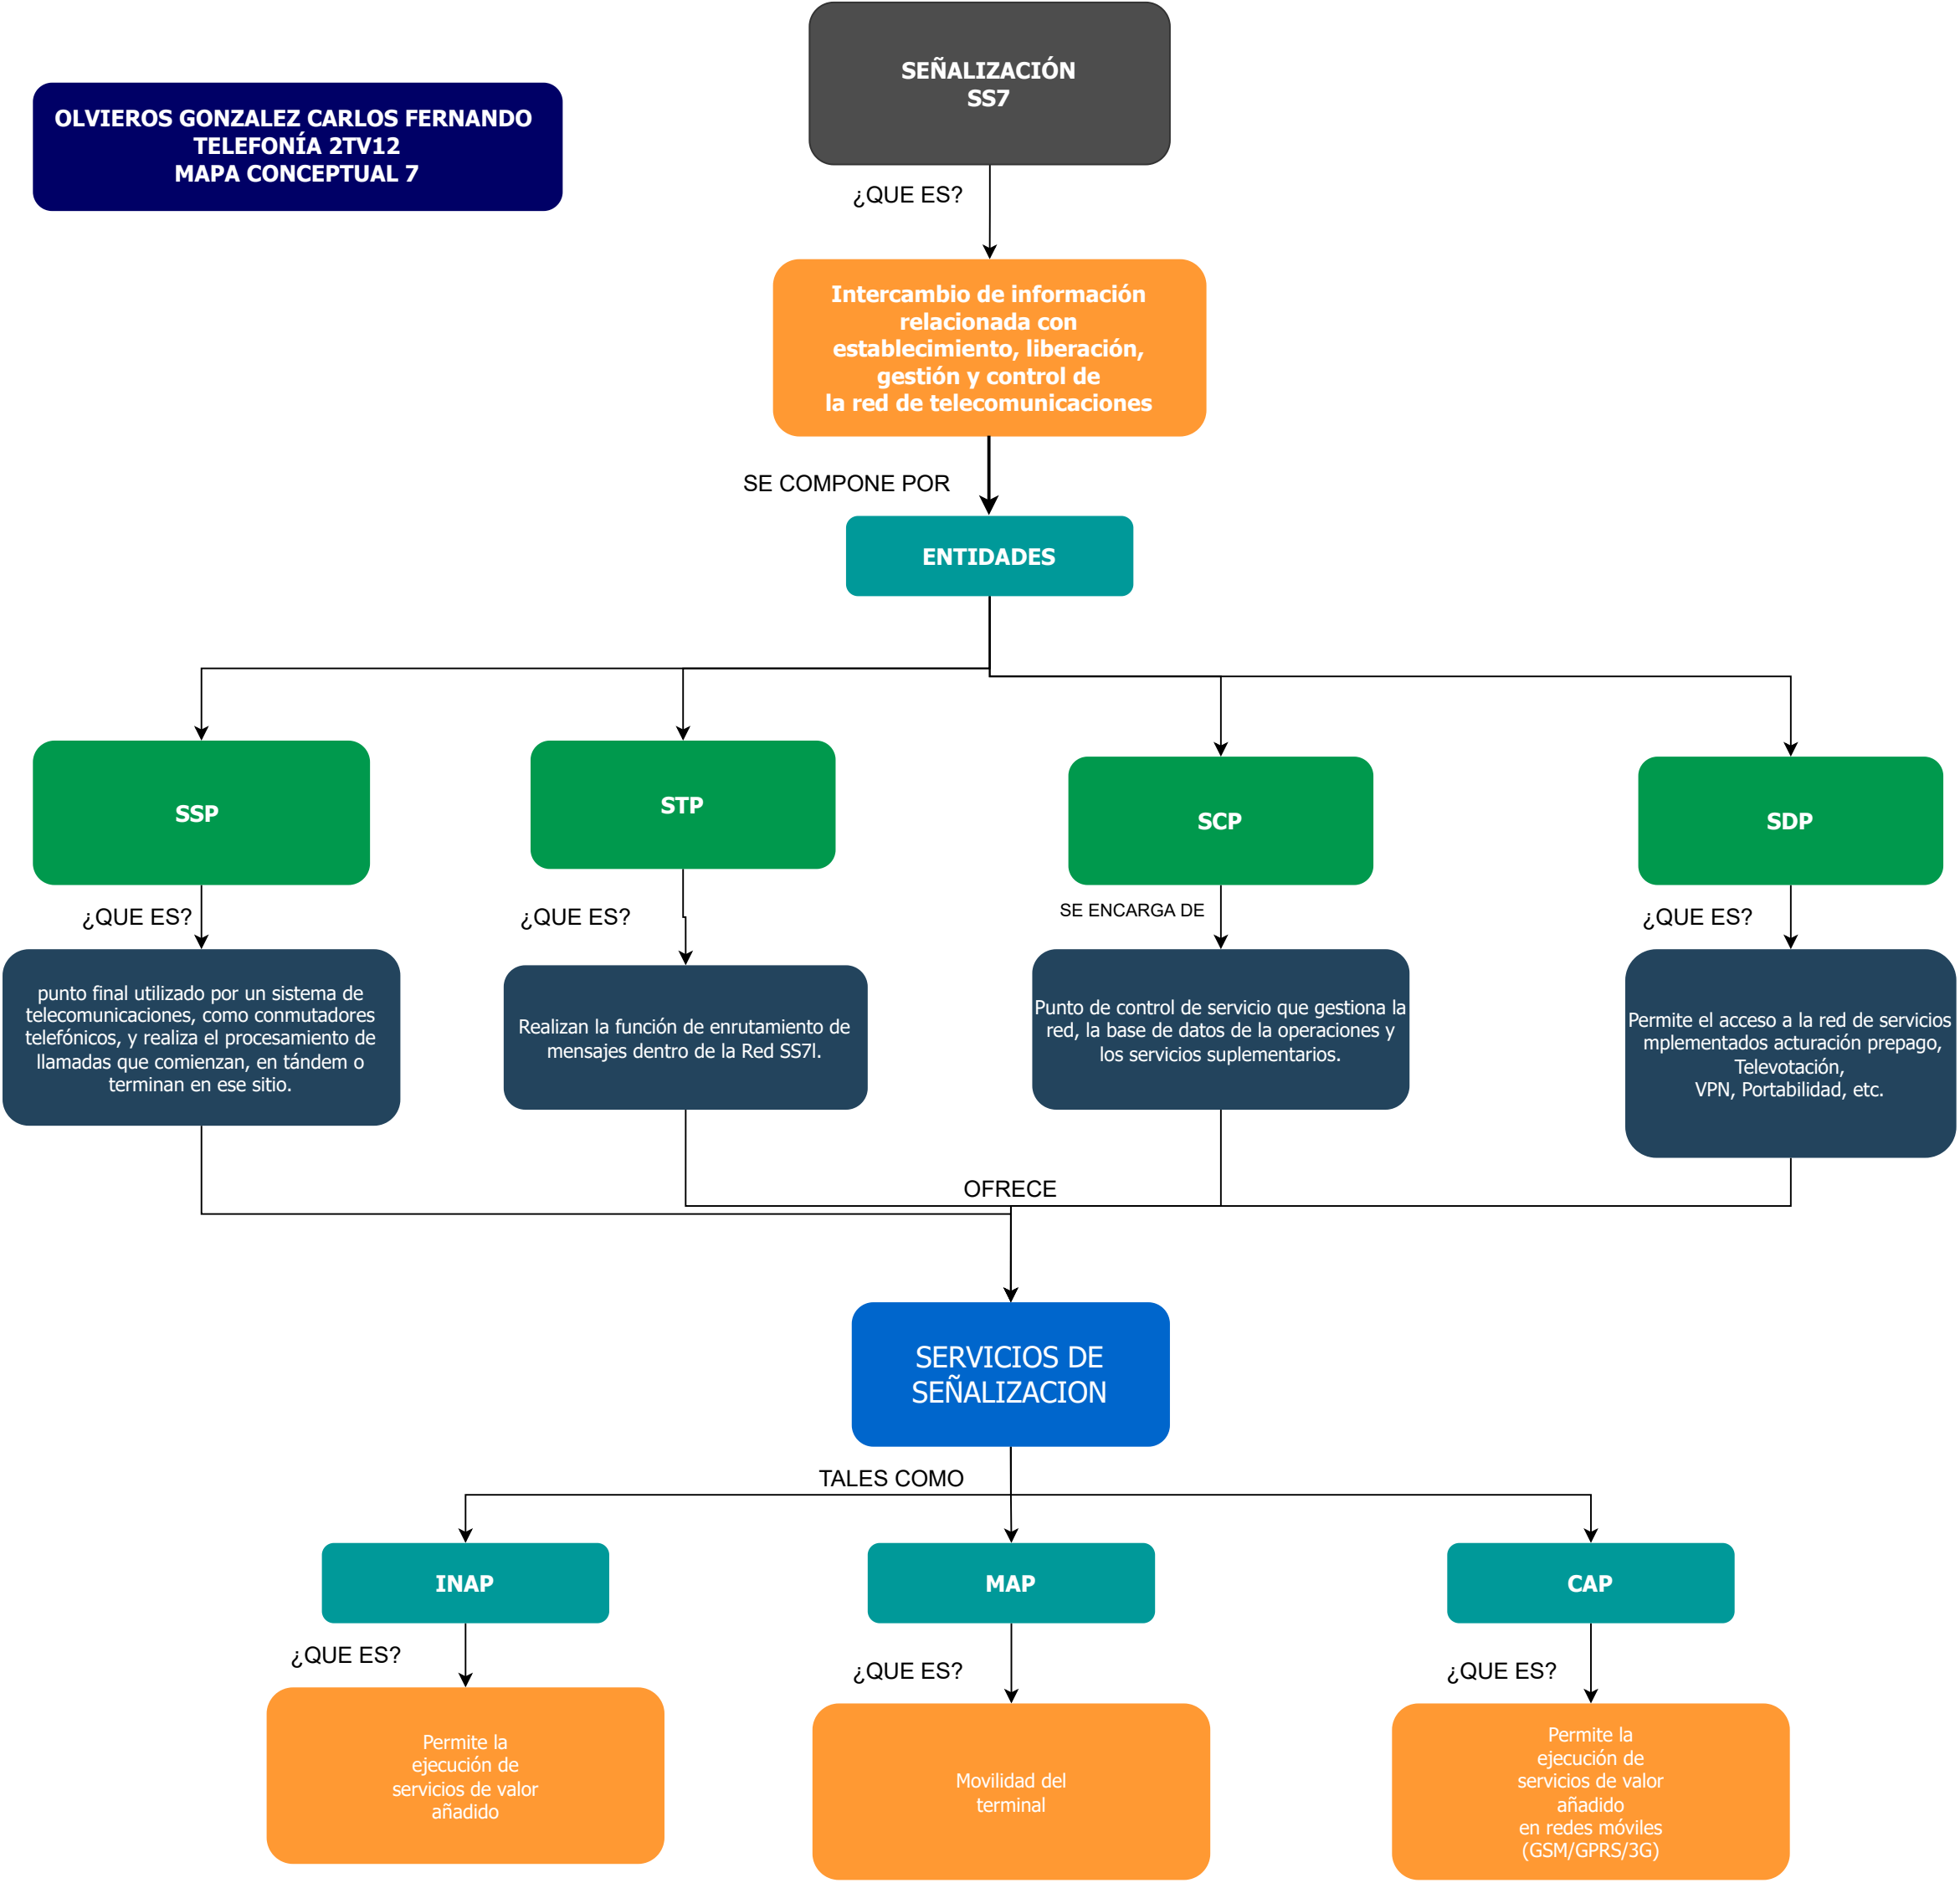 SEÑALIZACIÓN
SS7
OLVIEROS GONZALEZ CARLOS FERNANDO
TELEFONÍA 2TV12
MAPA CONCEPTUAL 7
¿QUE ES?
Intercambio de información
relacionada con
establecimiento, liberación,
gestión y control de
la red de telecomunicaciones
SE COMPONE POR
ENTIDADES
SSP
STP
SCP
SDP
¿QUE ES?
¿QUE ES?
SE ENCARGA DE
¿QUE ES?
punto final utilizado por un sistema de
telecomunicaciones, como conmutadores
telefónicos, y realiza el procesamiento de
llamadas que comienzan, en tándem o
terminan en ese sitio.
Realizan la función de enrutamiento de
mensajes dentro de la Red SS7l.
Punto de control de servicio que gestiona la
red, la base de datos de la operaciones y
los servicios suplementarios.
Permite el acceso a la red de servicios
mplementados acturación prepago,
Televotación,
VPN, Portabilidad, etc.
OFRECE
SERVICIOS DE
SEÑALIZACION
TALES COMO
INAP
MAP
CAP
¿QUE ES?
¿QUE ES?
¿QUE ES?
Permite la
ejecución de
servicios de valor
añadido
Movilidad del
terminal
Permite la
ejecución de
servicios de valor
añadido
en redes móviles
(GSM/GPRS/3G)